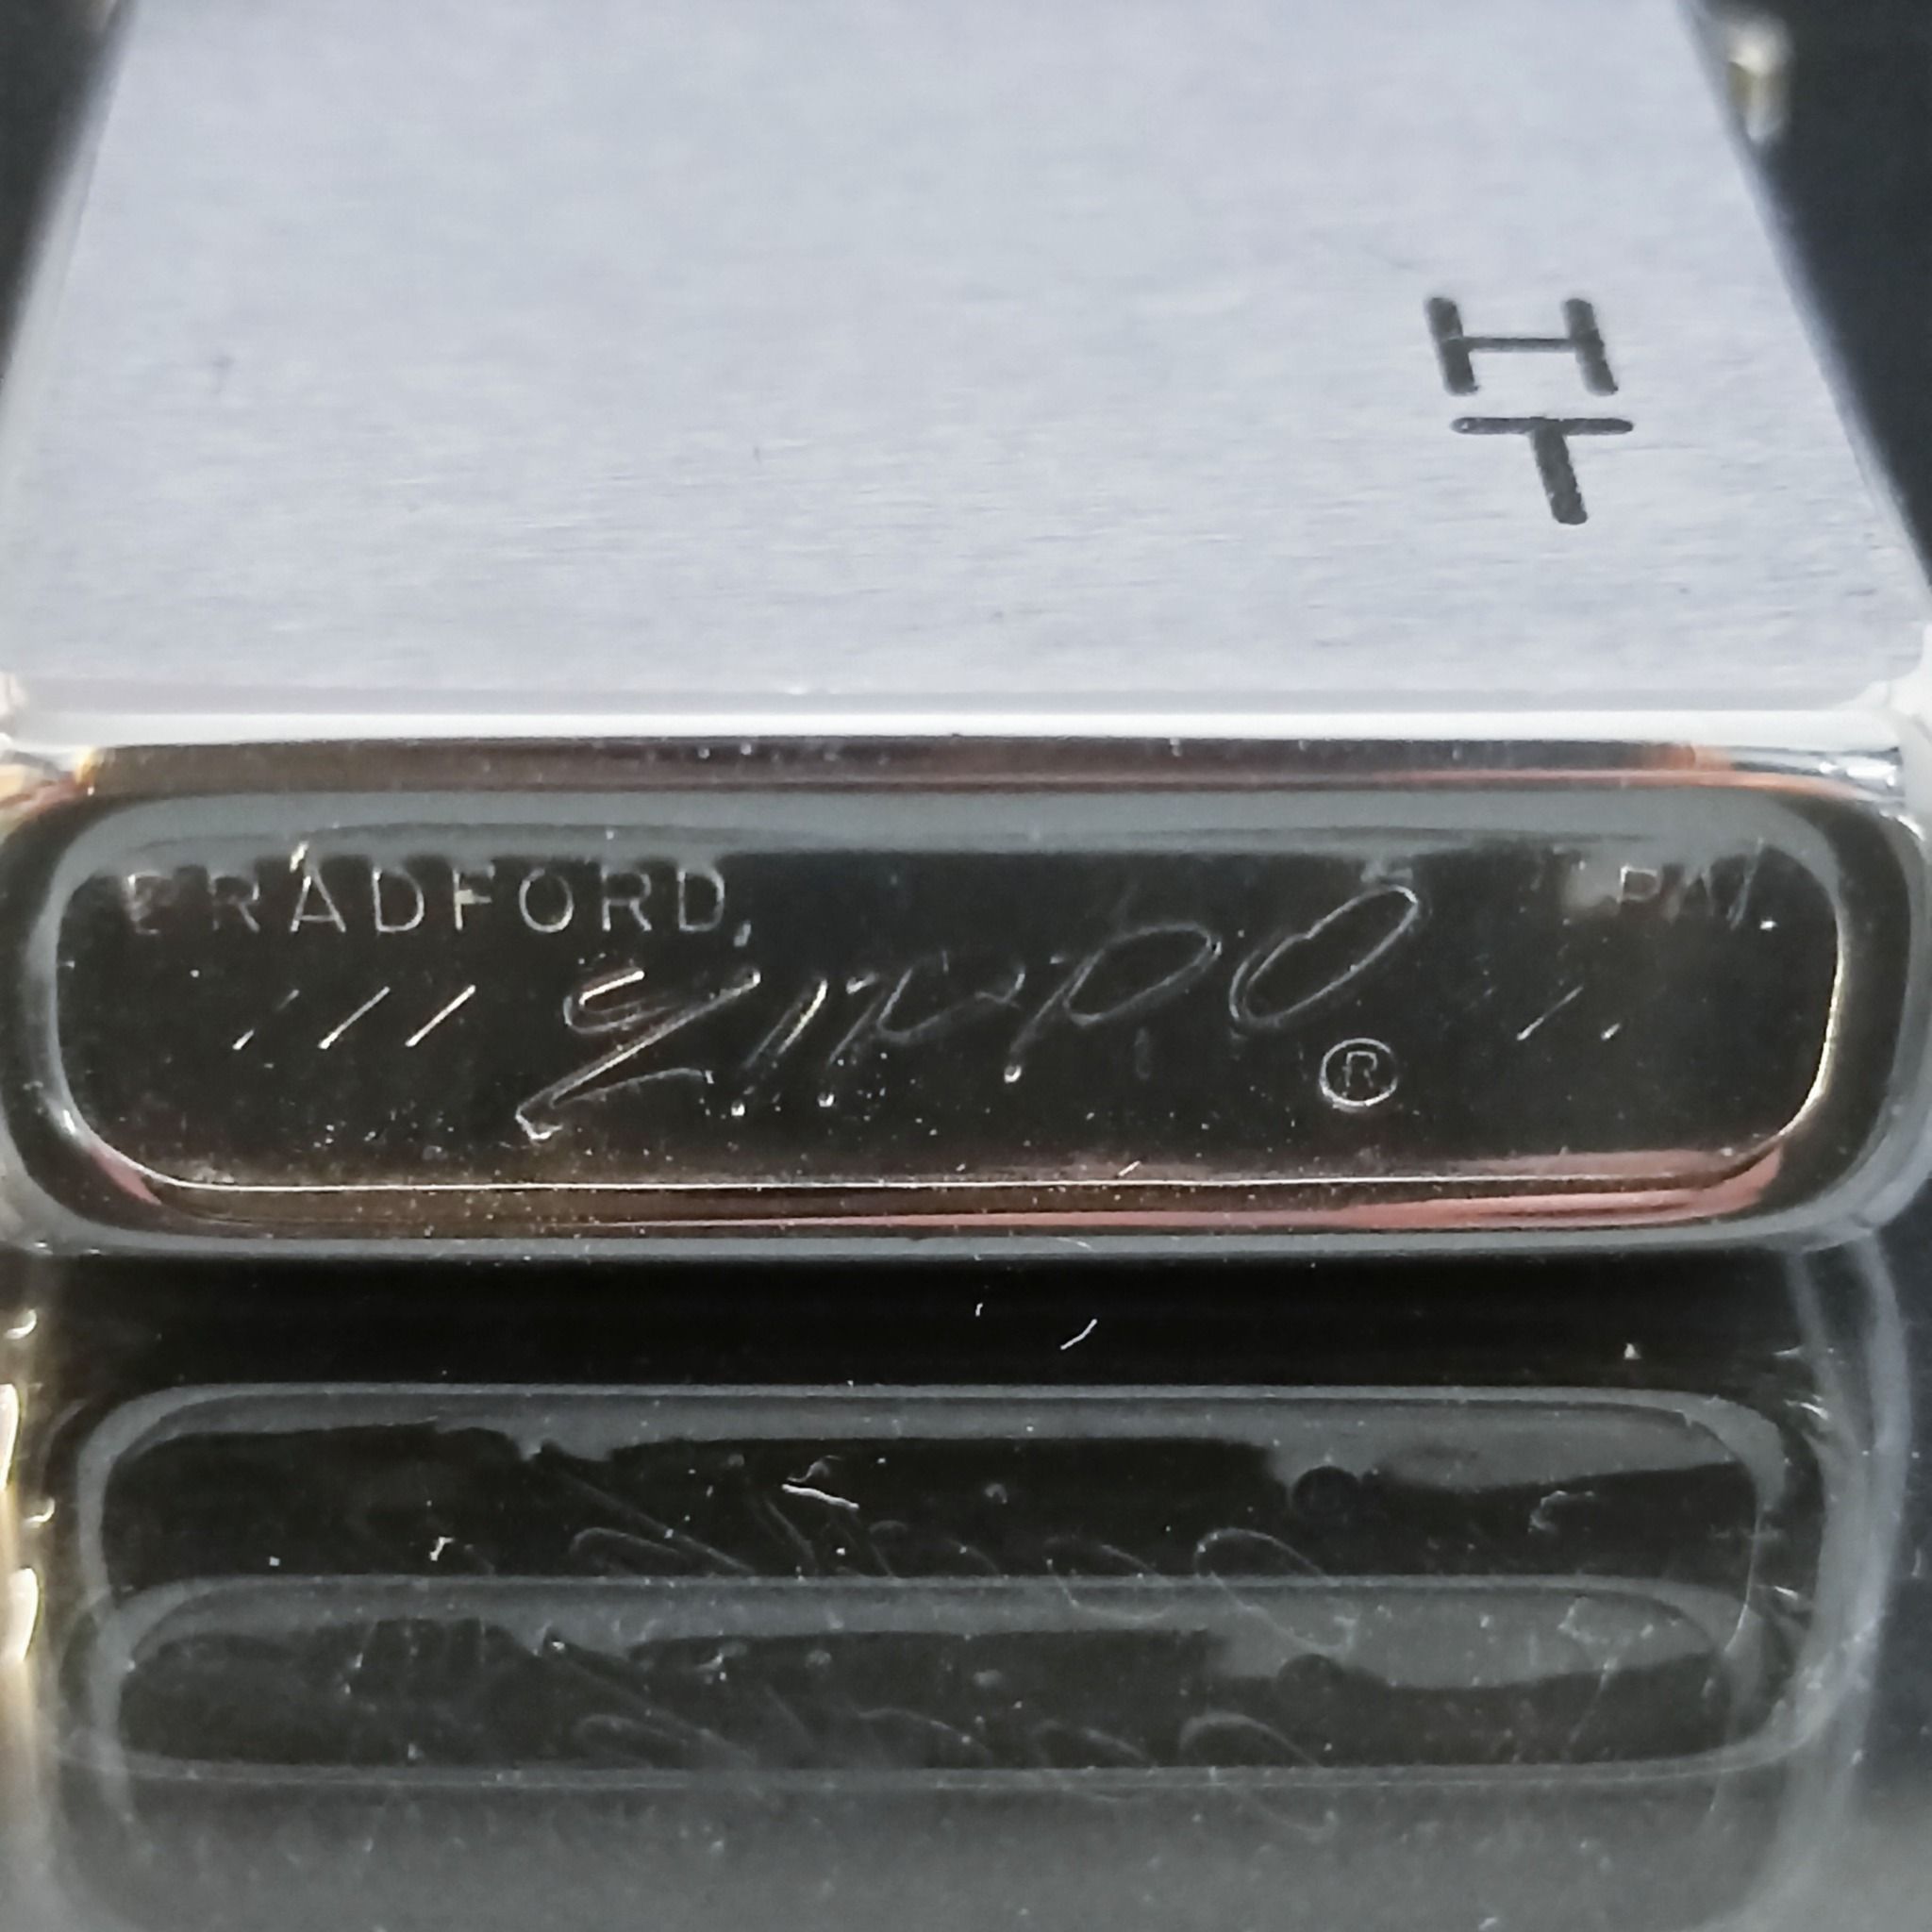 H
T
BRADFORD, PA.
/// Zippo ® //